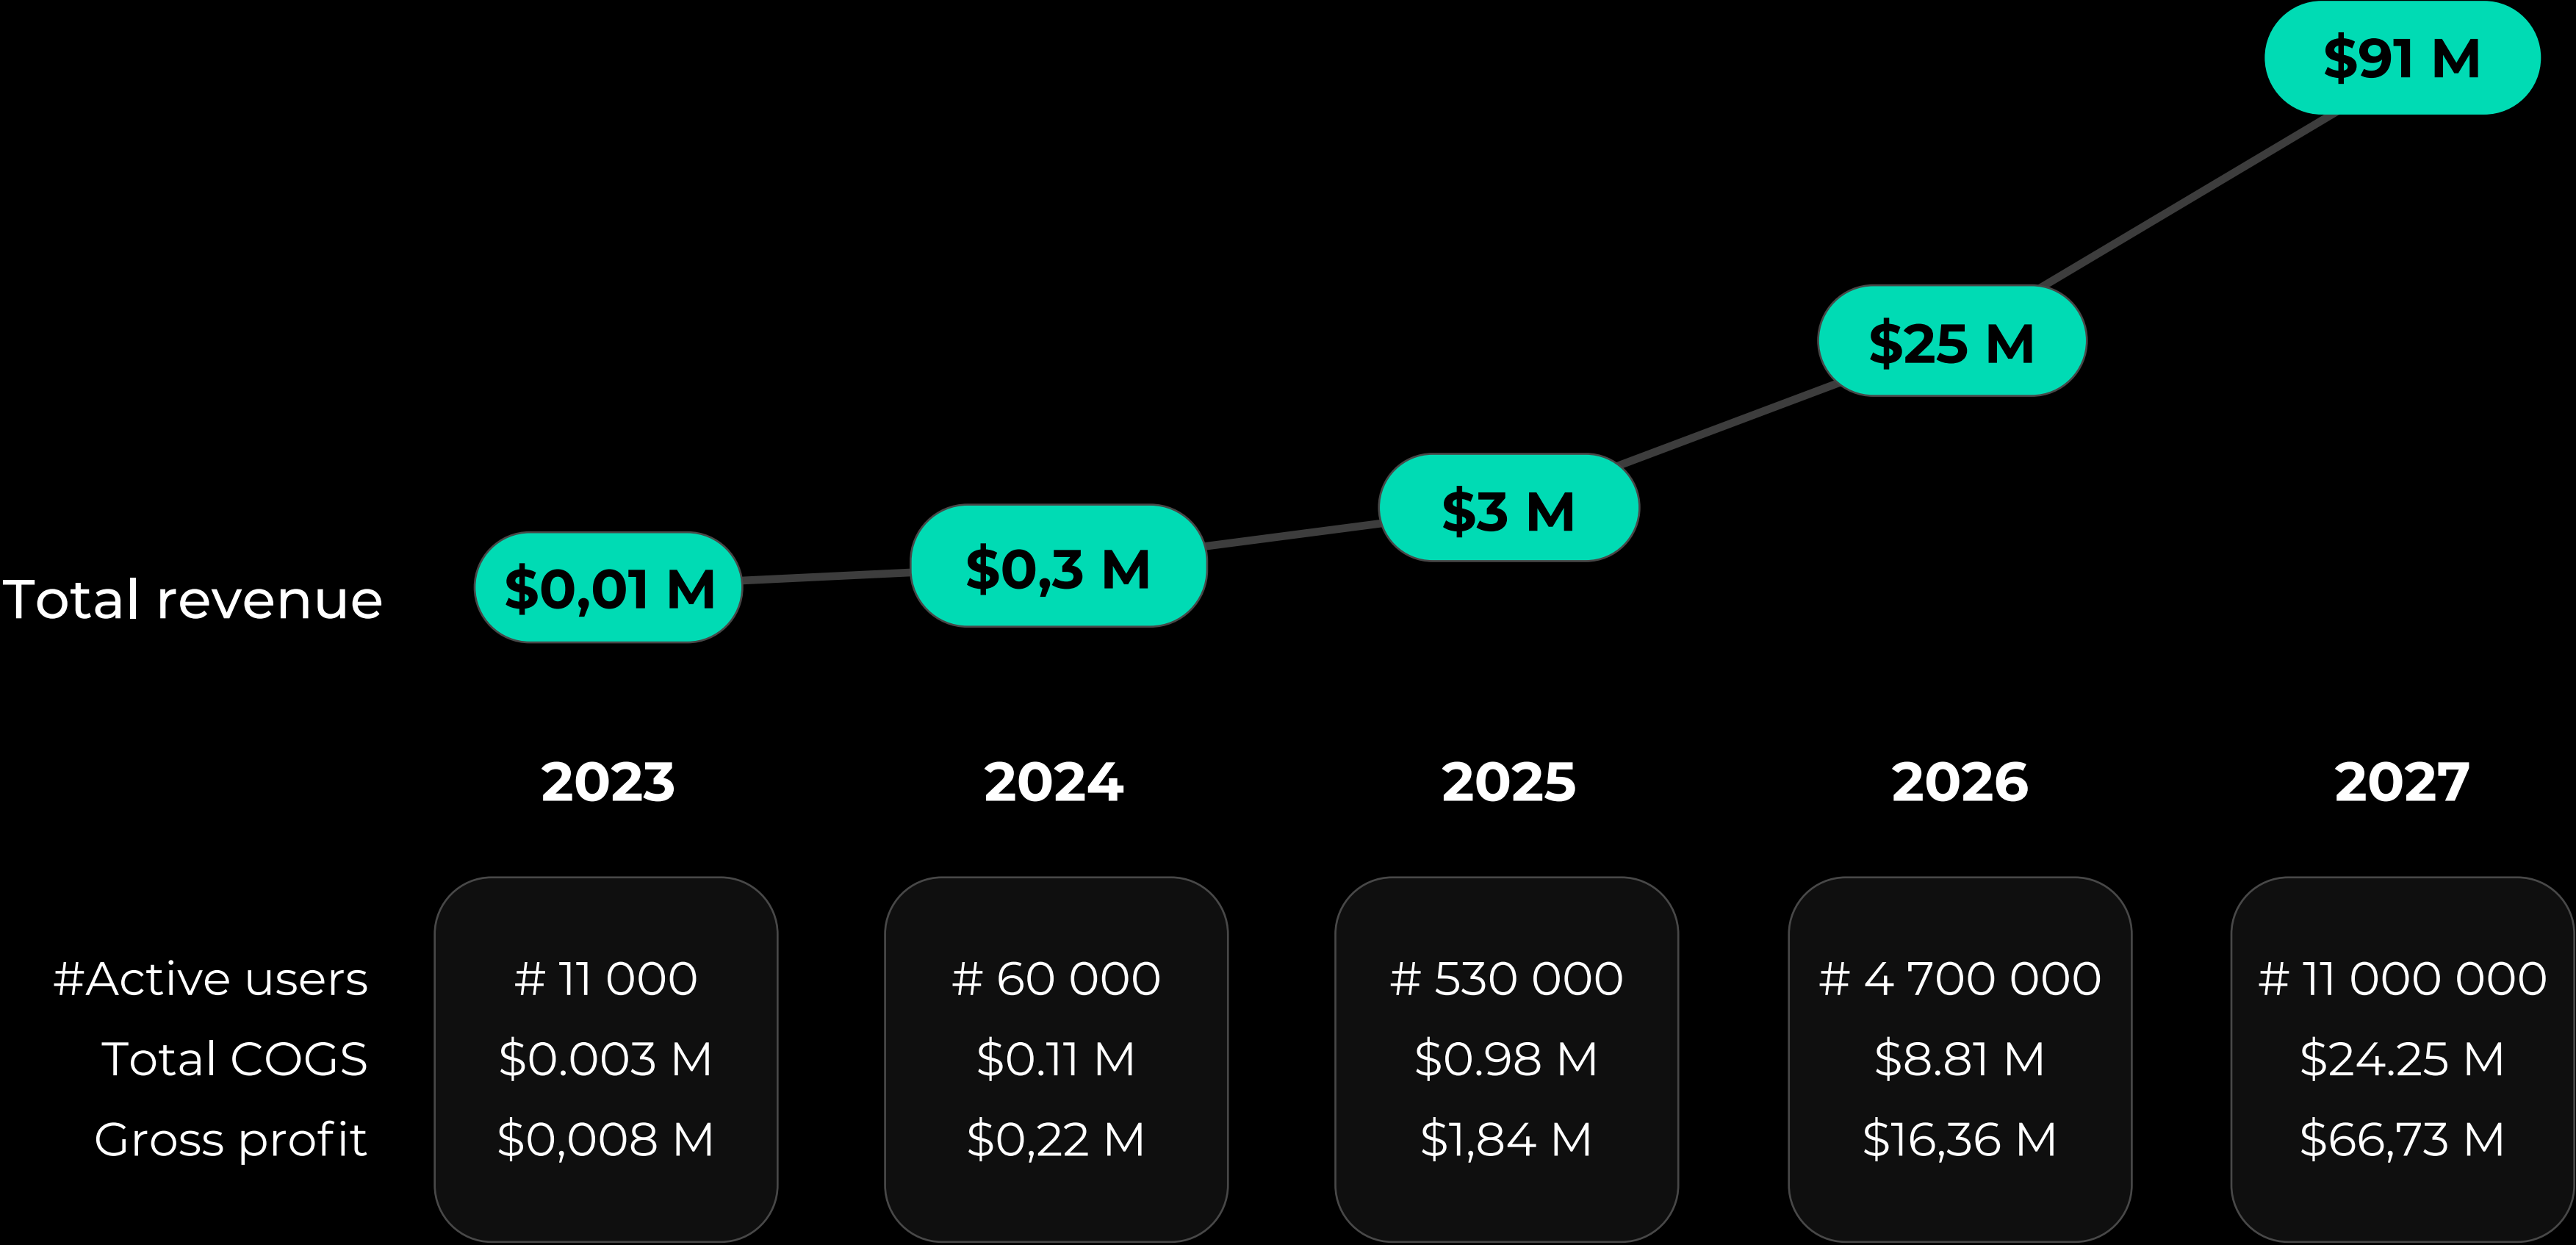 $91 M
$25 M
$3 M
$0,3 M
$0,01 M
Total revenue
2023 2024 2025 2026 2027
#Active users # 11 000 # 60 000 # 530 000 # 4 700 000 # 11 000 000
Total COGS $0.003 M $0.11 M $0.98 M $8.81 M $24.25 M
Gross profit $0,008 M $0,22 M $1,84 M $16,36 M $66,73 M